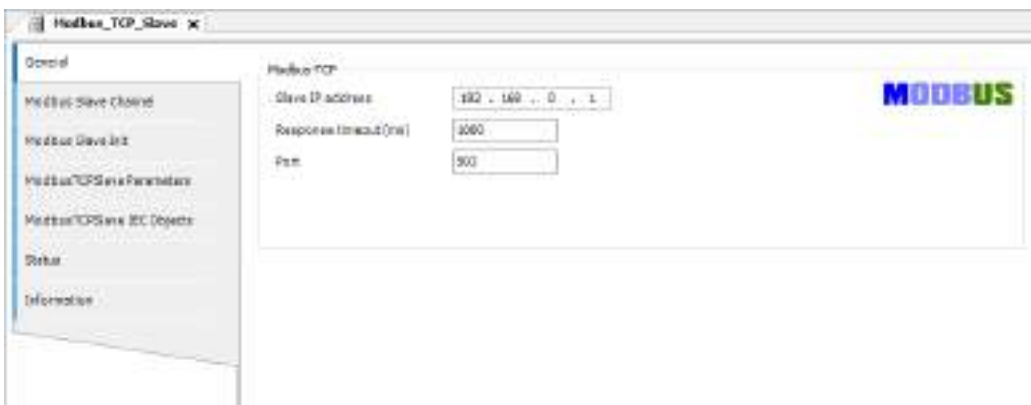 Modbus_TCP_Slave
General
Modbus Slave Channel
Modbus Slave Init
ModbusTCPSlave Parameters
ModbusTCPSlave IEC Objects
Status
Information
Modbus-TCP
Slave IP address 192 . 168 . 0 . 1
Response timeout (ms) 1000
Port
MODBUS